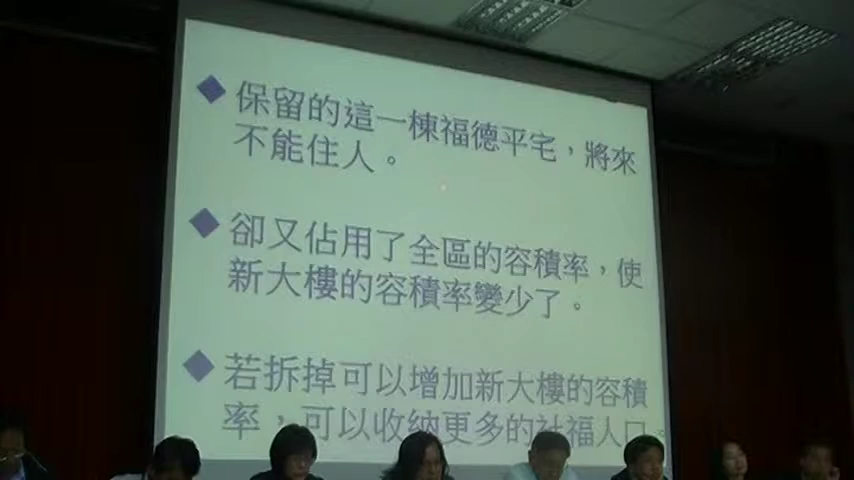 ◆保留的這一棟福德平宅，將來
不能住人。
◆卻又佔用了全區的容積率，使
新大樓的容積率變少了。
◆若拆掉可以增加新大樓的容積
率，可以收納更多的社福人口。